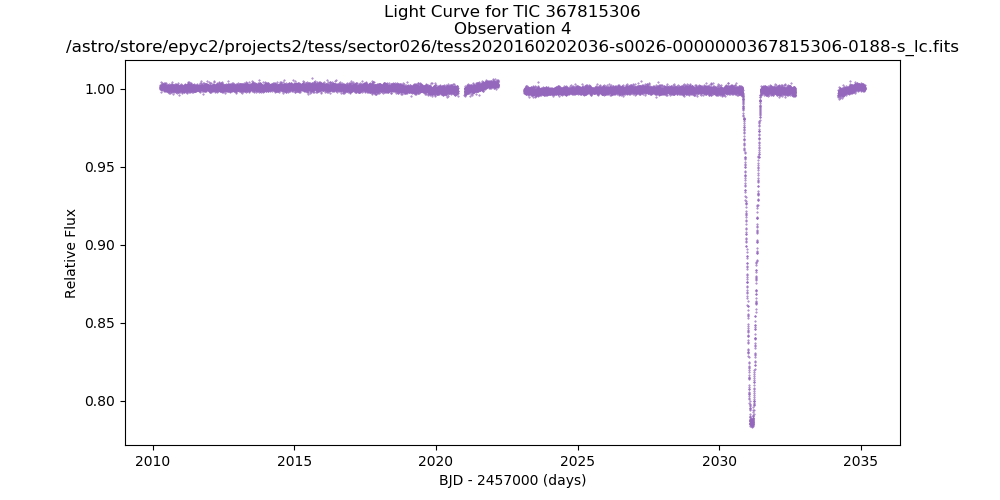 Light Curve for TIC 367815306
Observation 4
/astro/store/epyc2/projects2/tess/sector026/tess2020160202036-s0026-0000000367815306-0188-s_lc.fits
1.00
0.95
0.90
0.85
0.80
Relative Flux
2010 2015 2020 2025 2030 2035
BJD - 2457000 (days)